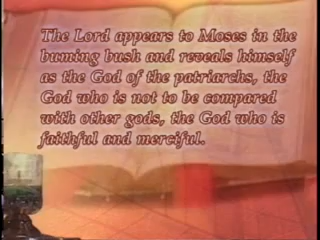 The Lord appears to Moses in the
burning bush and reveals himself
as the God of the patriarchs, the
God who is not to be compared
with other gods, the God who is
faithful and merciful.